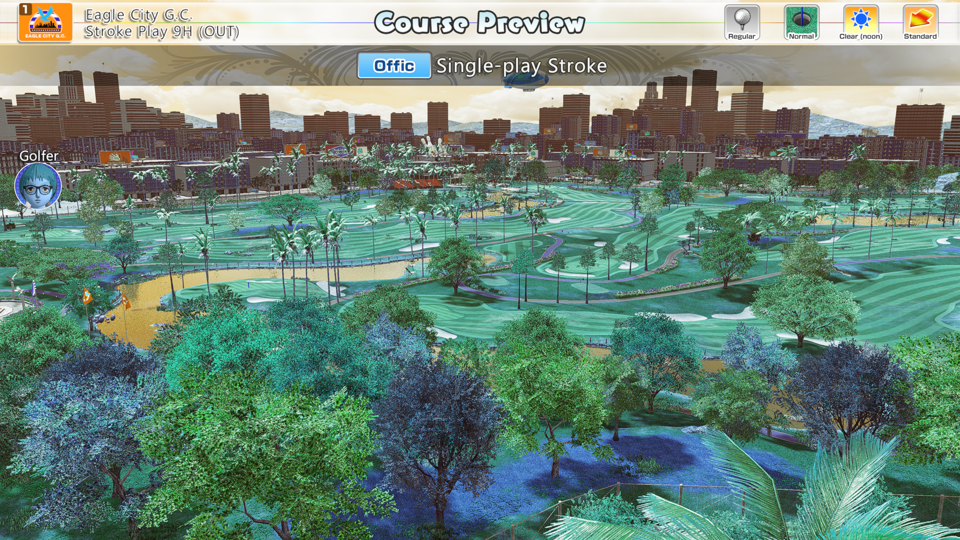 1
EAGLE CITY G.C.
Eagle City G.C.
Stroke Play 9H (OUT)
Course Preview
Regular
Normal
Clear (noon)
Standard
Offic
Single-play Stroke
Golfer